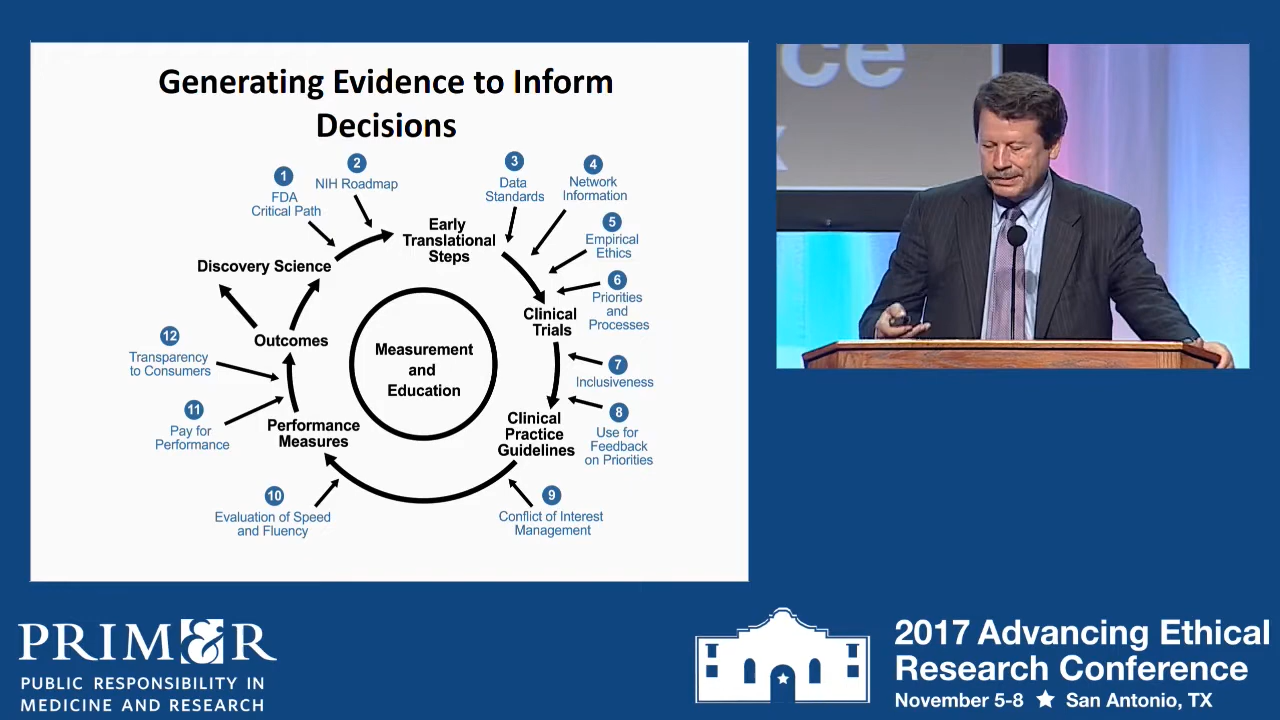 Generating Evidence to Inform
Decisions
1
FDA
Critical Path
2
NIH Roadmap
3
Data
Standards
4
Network
Information
5
Empirical
Ethics
6
Priorities
and
Processes
7
Inclusiveness
8
Use for
Feedback
on Priorities
9
Conflict of Interest
Management
10
Evaluation of Speed
and Fluency
11
Pay for
Performance
12
Transparency
to Consumers
Early
Translational
Steps
Clinical
Trials
Clinical
Practice
Guidelines
Performance
Measures
Outcomes
Discovery Science
Measurement
and
Education
ce
PRIM&R
PUBLIC RESPONSIBILITY IN
MEDICINE AND RESEARCH
2017 Advancing Ethical
Research Conference
November 5-8 ★ San Antonio, TX